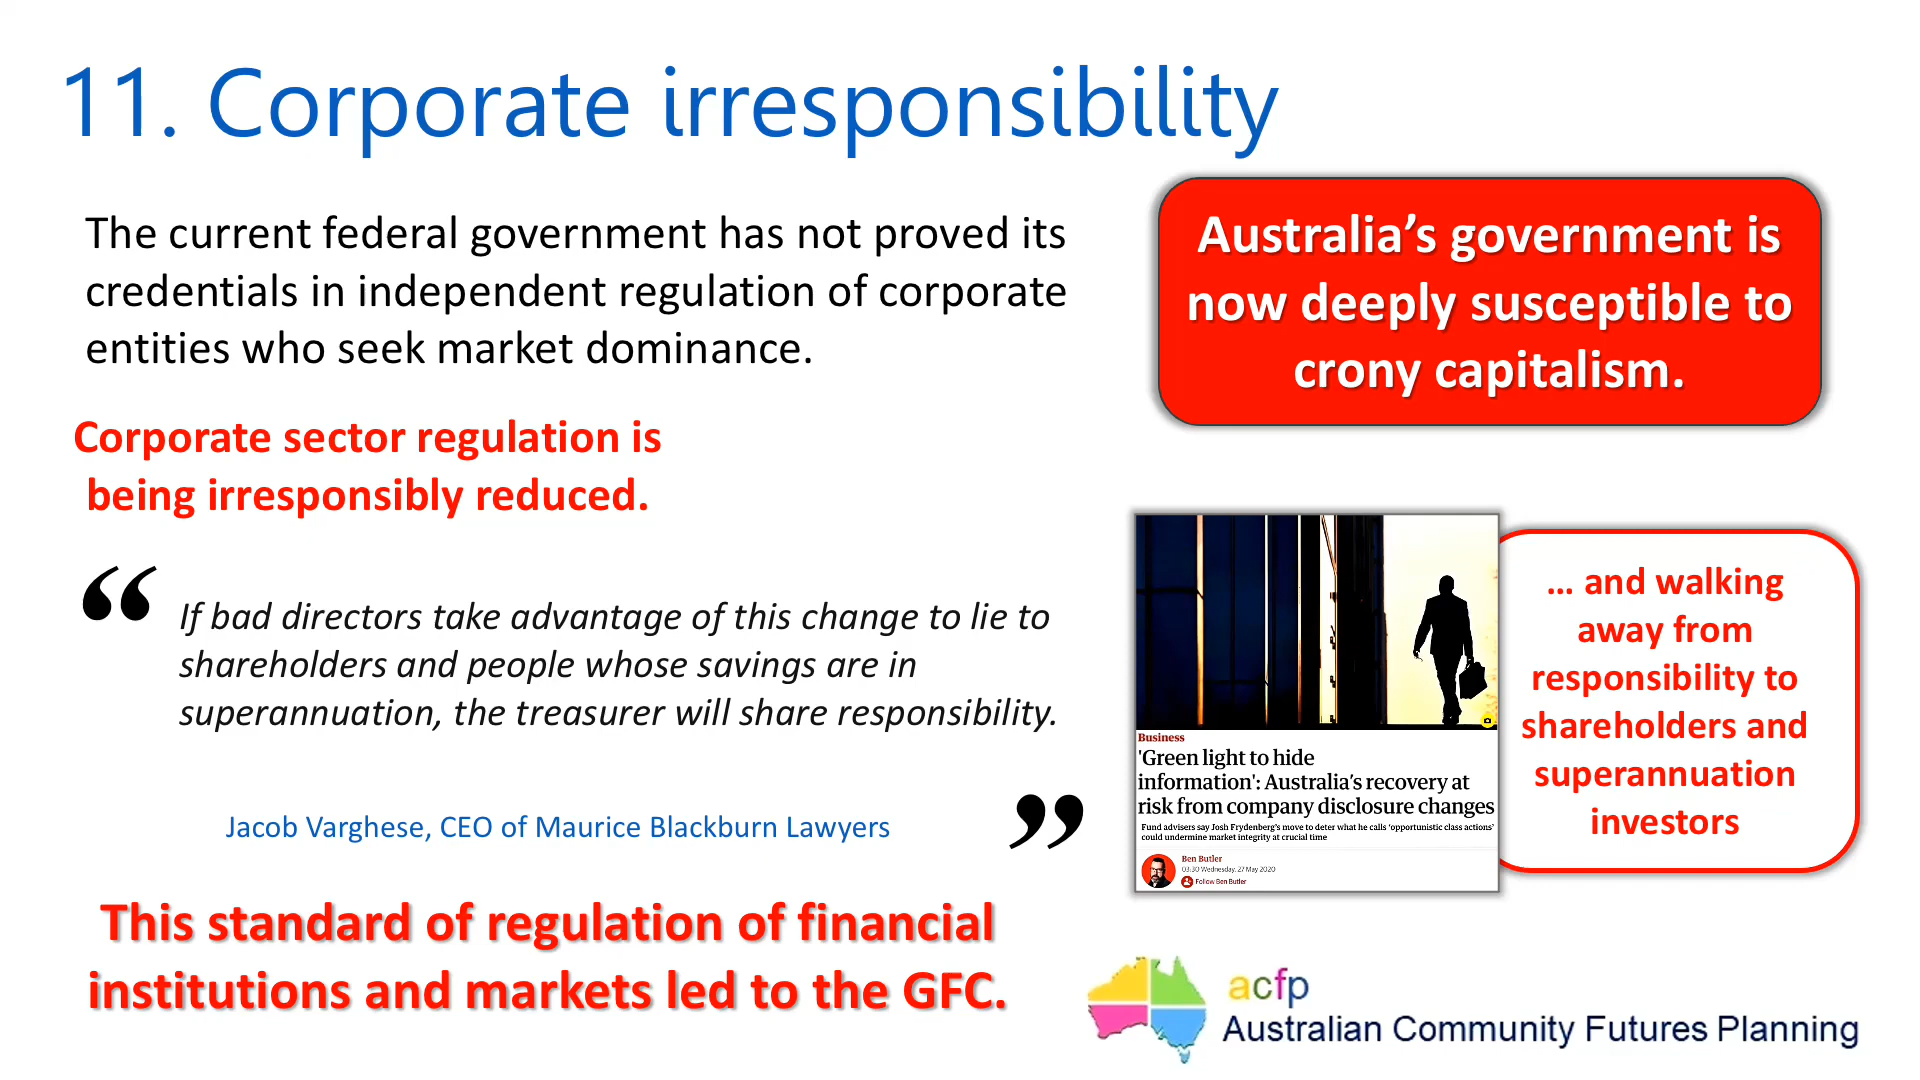 11. Corporate irresponsibility
The current federal government has not proved its
credentials in independent regulation of corporate
entities who seek market dominance.
Corporate sector regulation is
being irresponsibly reduced.
“
If bad directors take advantage of this change to lie to
shareholders and people whose savings are in
superannuation, the treasurer will share responsibility.
”
Jacob Varghese, CEO of Maurice Blackburn Lawyers
This standard of regulation of financial
institutions and markets led to the GFC.
Australia’s government is
now deeply susceptible to
crony capitalism.
Business
'Green light to hide
information': Australia’s recovery at
risk from company disclosure changes
Fund advisers say Josh Frydenberg’s move to deter what he calls ‘opportunistic class actions’
could undermine market integrity at crucial time
Ben Butler
03:30 Wednesday, 27 May 2020
Follow Ben Butler
... and walking
away from
responsibility to
shareholders and
superannuation
investors
acfp
Australian Community Futures Planning